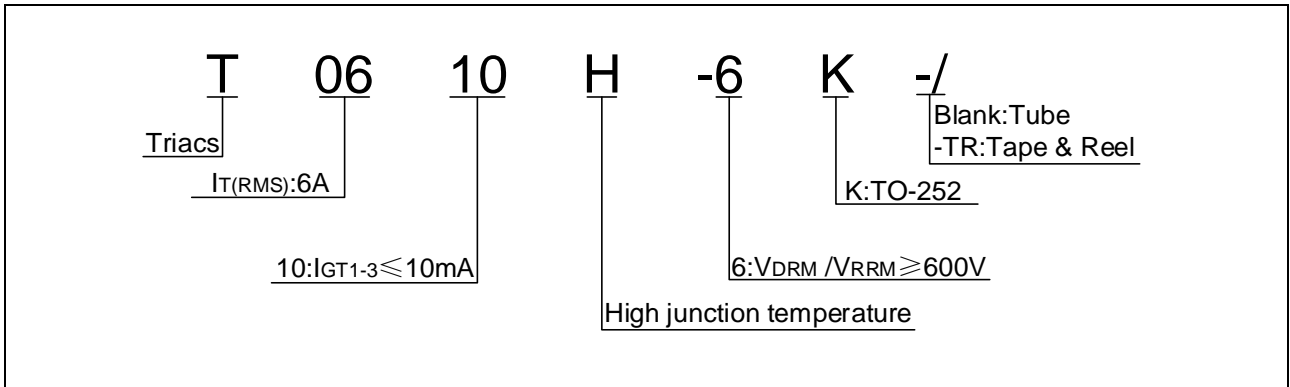 T 06 10 H -6 K -/
Blank:Tube
Triacs
-TR:Tape & Reel
IT(RMS):6A
K:TO-252
10:IGT1-3≤10mA
6:VDRM /VRRM≥600V
High junction temperature